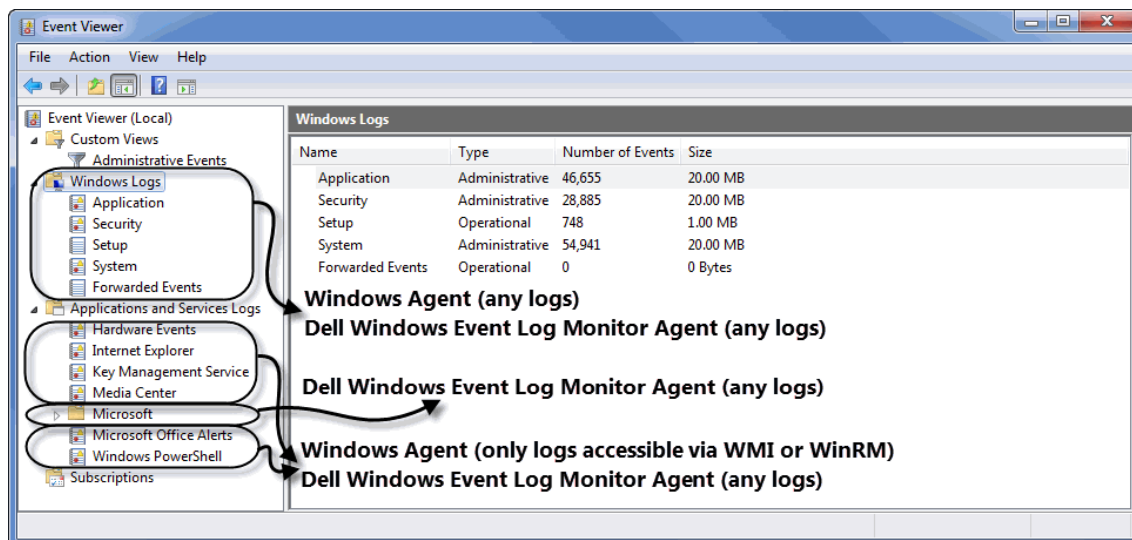 Event Viewer
File Action View Help
Event Viewer (Local)
Custom Views
Administrative Events
Windows Logs
Application
Security
Setup
System
Forwarded Events
Applications and Services Logs
Hardware Events
Internet Explorer
Key Management Service
Media Center
Microsoft
Microsoft Office Alerts
Windows PowerShell
Subscriptions
Windows Logs
Name Type Number of Events Size
Application Administrative 46,655 20.00 MB
Security Administrative 28,885 20.00 MB
Setup Operational 748 1.00 MB
System Administrative 54,941 20.00 MB
Forwarded Events Operational 0 0 Bytes
Windows Agent (any logs)
Dell Windows Event Log Monitor Agent (any logs)
Dell Windows Event Log Monitor Agent (any logs)
Windows Agent (only logs accessible via WMI or WinRM)
Dell Windows Event Log Monitor Agent (any logs)